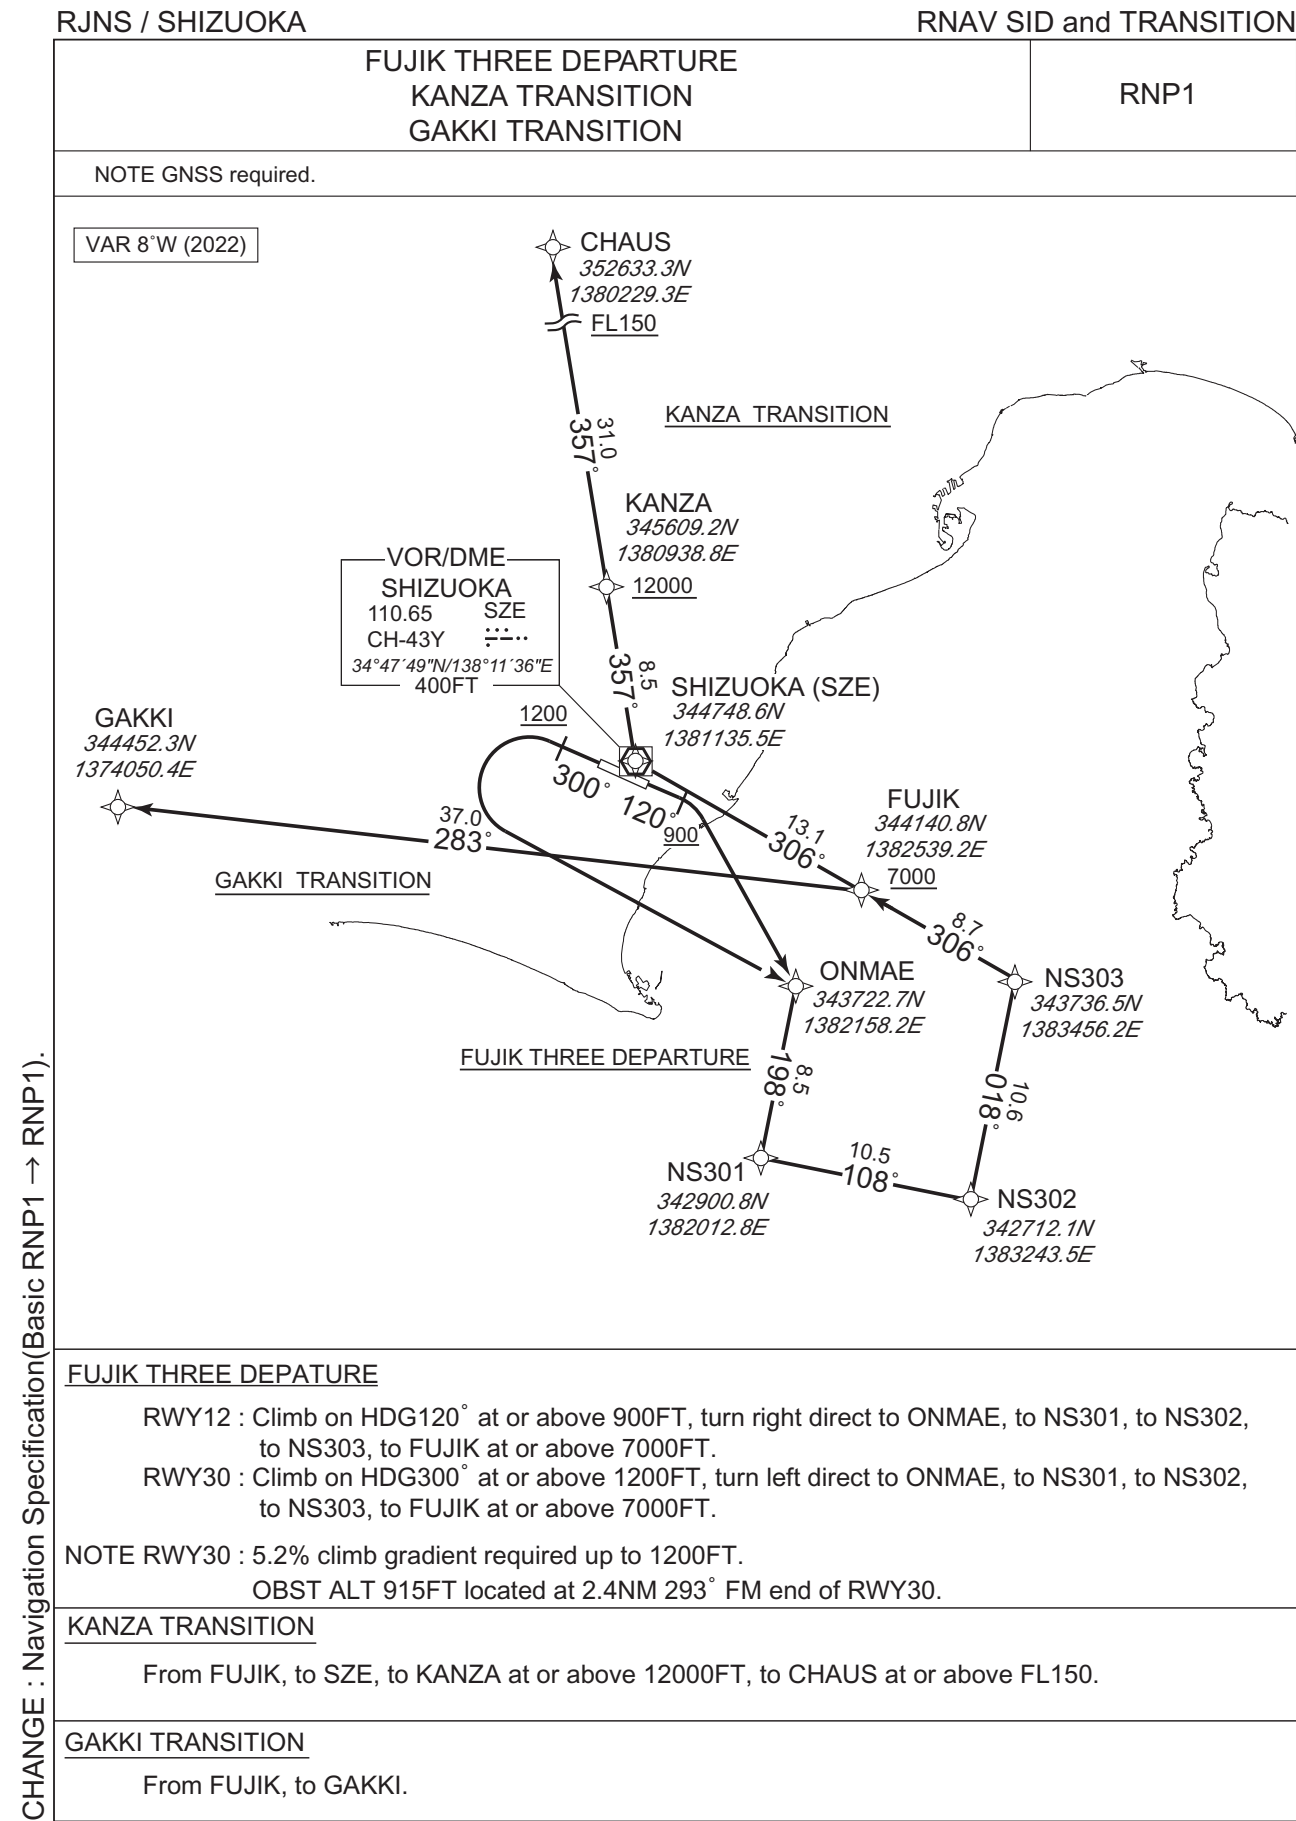 RJNS / SHIZUOKA
RNAV SID and TRANSITION
FUJIK THREE DEPARTURE
KANZA TRANSITION
GAKKI TRANSITION
RNP1
NOTE GNSS required.
VAR 8°W (2022)
CHAUS
352633.3N
1380229.3E
FL150
31.0
357°
KANZA TRANSITION
KANZA
345609.2N
1380938.8E
12000
VOR/DME
SHIZUOKA
110.65 SZE
CH-43Y
34°47´49"N/138°11´36"E
400FT
8.5
357°
SHIZUOKA (SZE)
344748.6N
1381135.5E
1200
GAKKI
344452.3N
1374050.4E
300°
120°
900
37.0
283°
GAKKI TRANSITION
13.1
306°
FUJIK
344140.8N
1382539.2E
7000
8.7
306°
ONMAE
343722.7N
1382158.2E
NS303
343736.5N
1383456.2E
FUJIK THREE DEPARTURE
8.5
198°
10.6
018°
NS301
342900.8N
1382012.8E
10.5
108°
NS302
342712.1N
1383243.5E
FUJIK THREE DEPATURE
RWY12 : Climb on HDG120° at or above 900FT, turn right direct to ONMAE, to NS301, to NS302,
to NS303, to FUJIK at or above 7000FT.
RWY30 : Climb on HDG300° at or above 1200FT, turn left direct to ONMAE, to NS301, to NS302,
to NS303, to FUJIK at or above 7000FT.
NOTE RWY30 : 5.2% climb gradient required up to 1200FT.
OBST ALT 915FT located at 2.4NM 293° FM end of RWY30.
KANZA TRANSITION
From FUJIK, to SZE, to KANZA at or above 12000FT, to CHAUS at or above FL150.
GAKKI TRANSITION
From FUJIK, to GAKKI.
CHANGE : Navigation Specification(Basic RNP1 → RNP1).